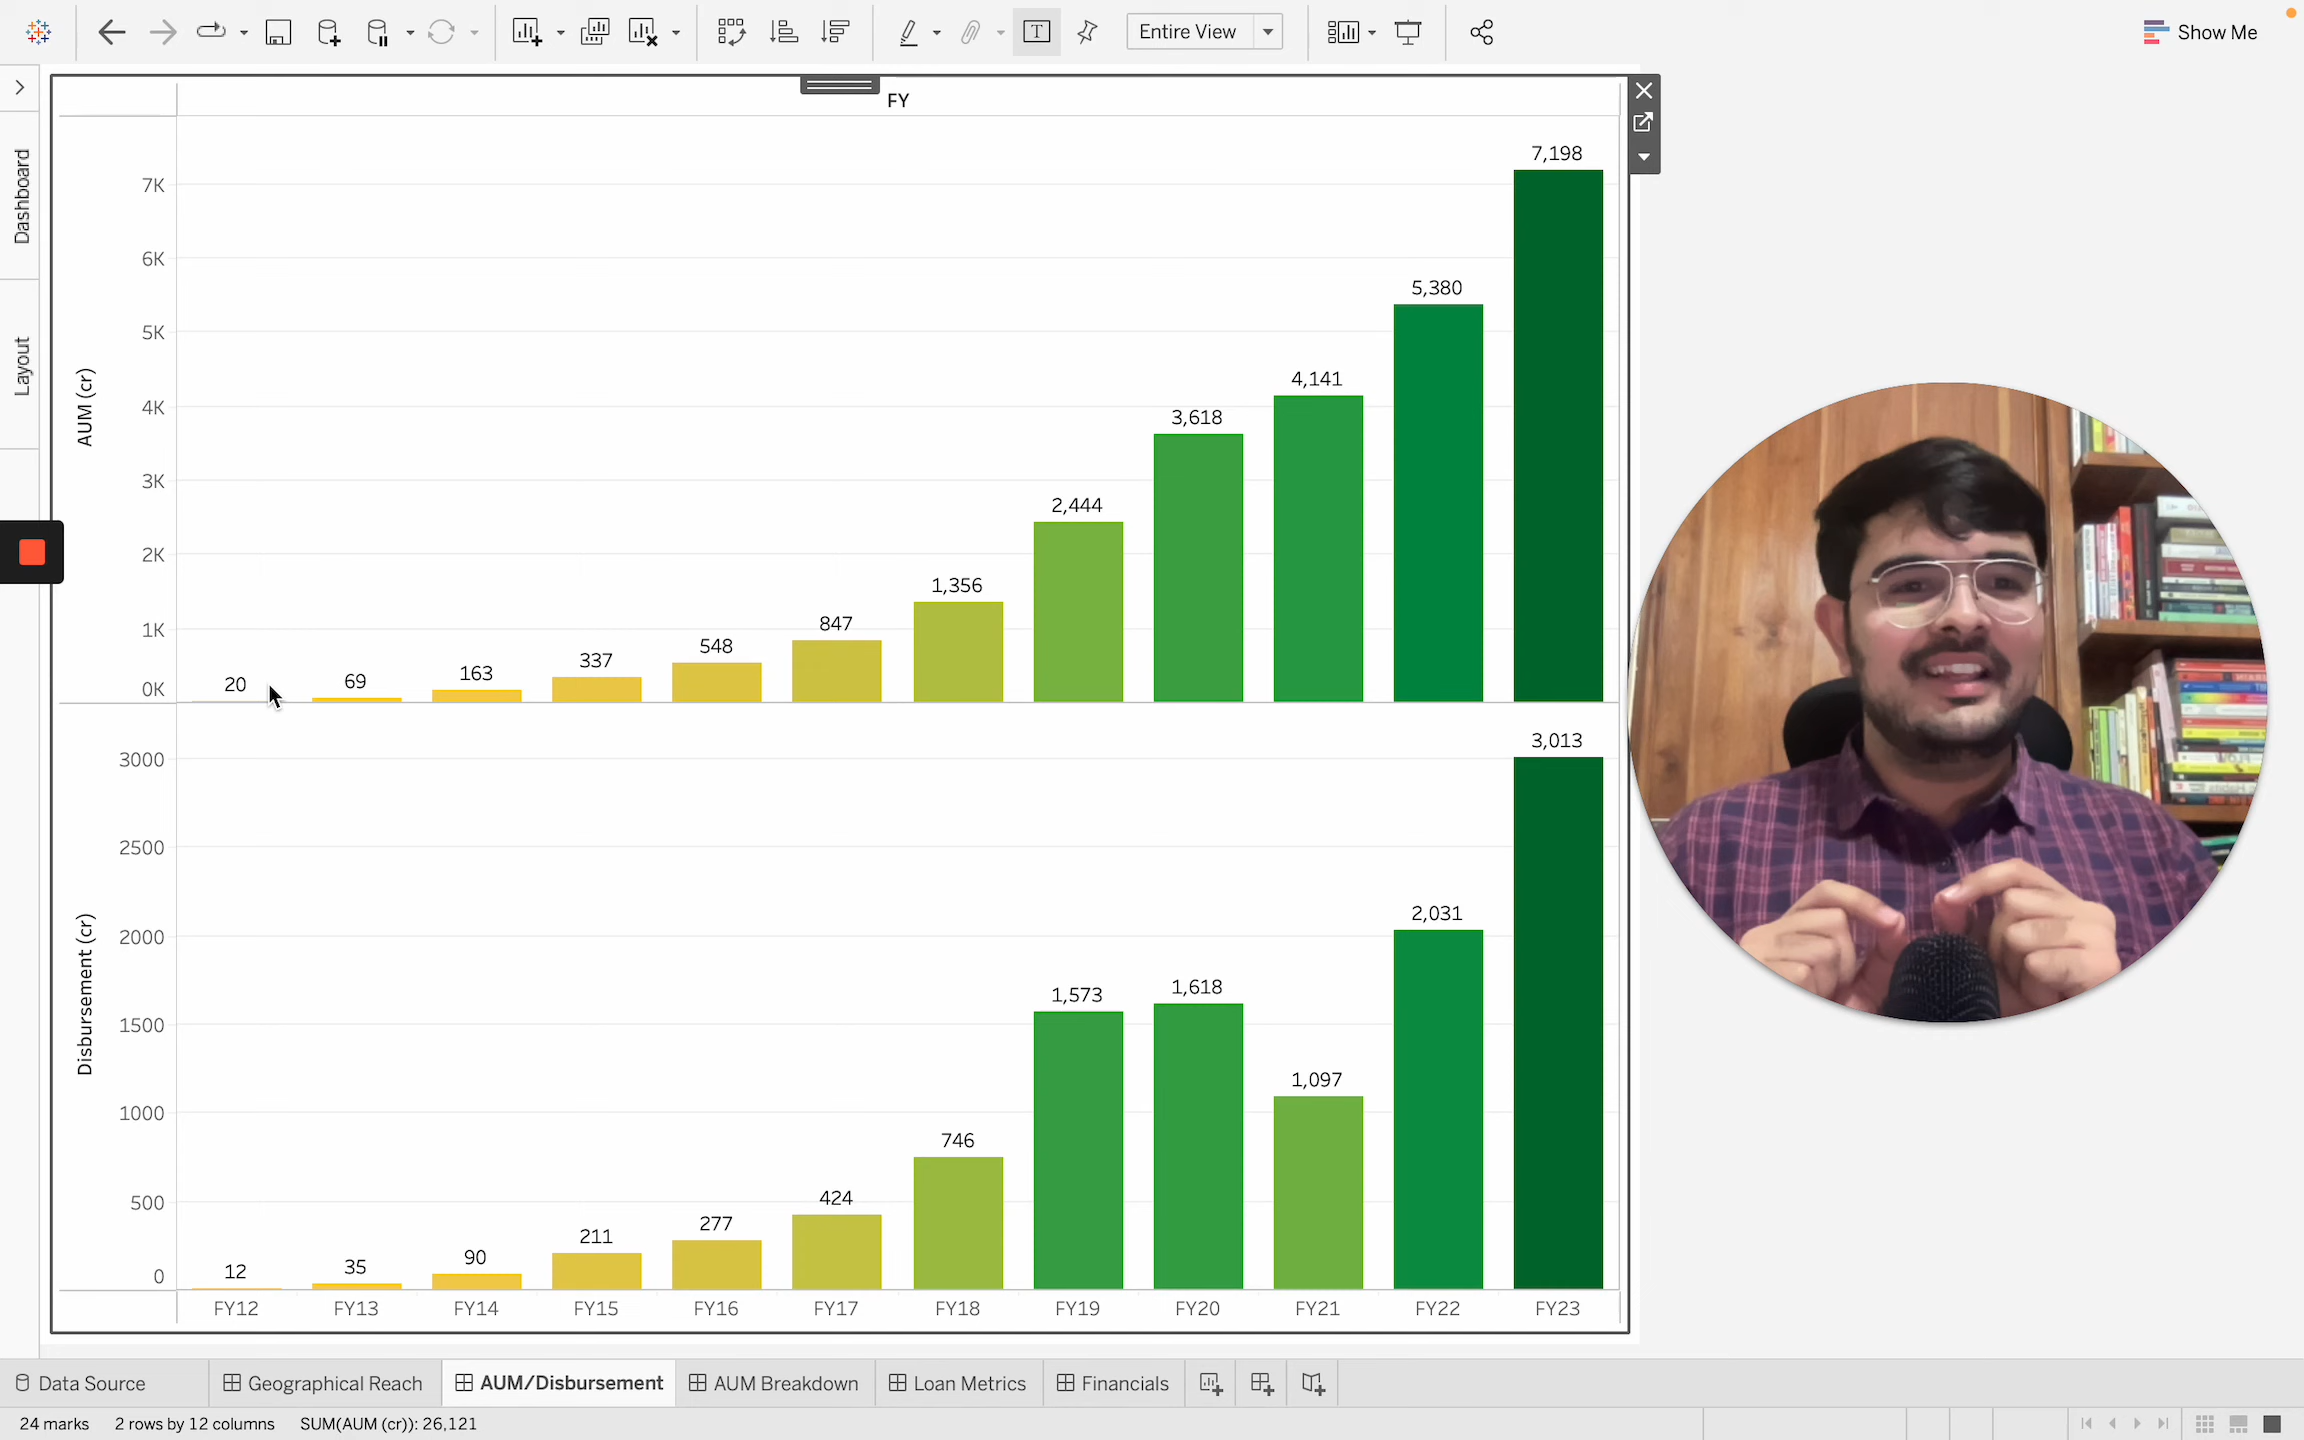 Entire View
Show Me
Dashboard
Layout
FY
AUM (cr)
7K
6K
5K
4K
3K
2K
1K
0K
20
69
163
337
548
847
1,356
2,444
3,618
4,141
5,380
7,198
Disbursement (cr)
3000
2500
2000
1500
1000
500
0
12
35
90
211
277
424
746
1,573
1,618
1,097
2,031
3,013
FY12 FY13 FY14 FY15 FY16 FY17 FY18 FY19 FY20 FY21 FY22 FY23
Data Source Geographical Reach AUM/Disbursement AUM Breakdown Loan Metrics Financials
24 marks 2 rows by 12 columns SUM(AUM (cr)): 26,121